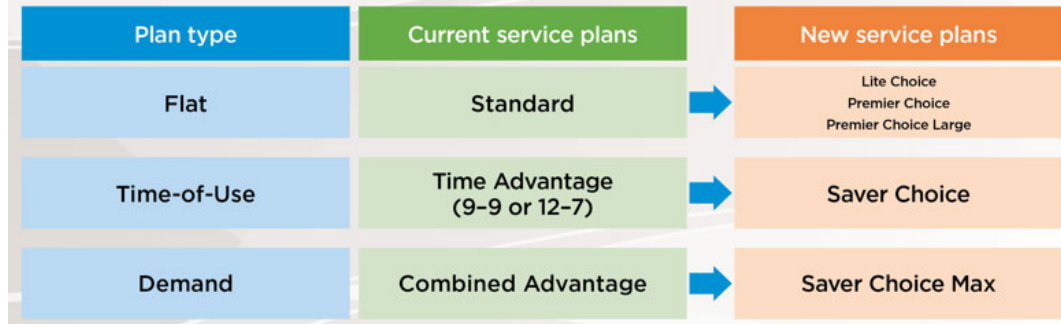 Plan type
Current service plans
New service plans
Flat
Standard
Lite Choice
Premier Choice
Premier Choice Large
Time-of-Use
Time Advantage
(9–9 or 12–7)
Saver Choice
Demand
Combined Advantage
Saver Choice Max